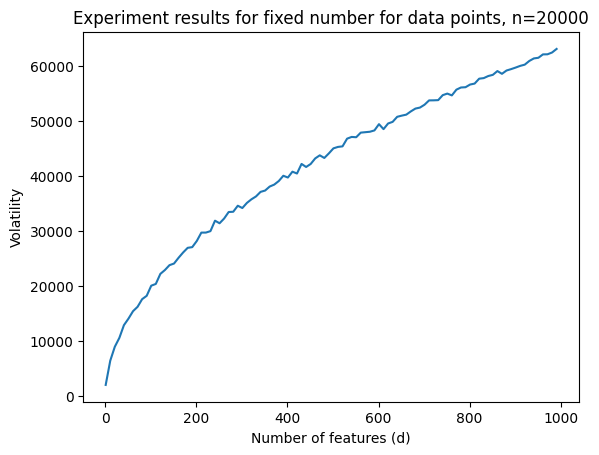 Experiment results for fixed number for data points, n=20000
60000
50000
40000
30000
20000
10000
0
Volatility
0 200 400 600 800 1000
Number of features (d)